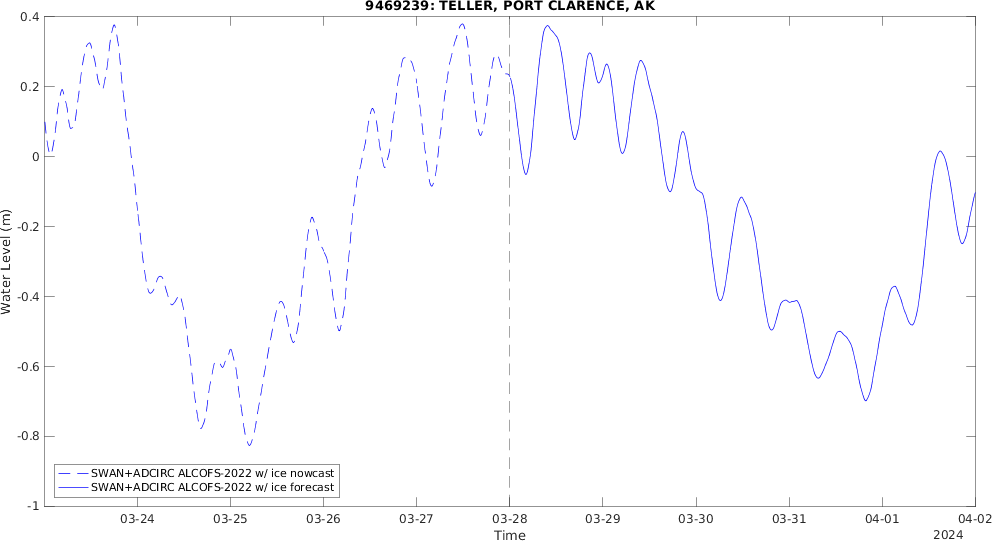 9469239: TELLER, PORT CLARENCE, AK
0.4
0.2
0
-0.2
-0.4
-0.6
-0.8
-1
Water Level (m)
SWAN+ADCIRC ALCOFS-2022 w/ ice nowcast
SWAN+ADCIRC ALCOFS-2022 w/ ice forecast
03-24 03-25 03-26 03-27 03-28 03-29 03-30 03-31 04-01 04-02
Time
2024